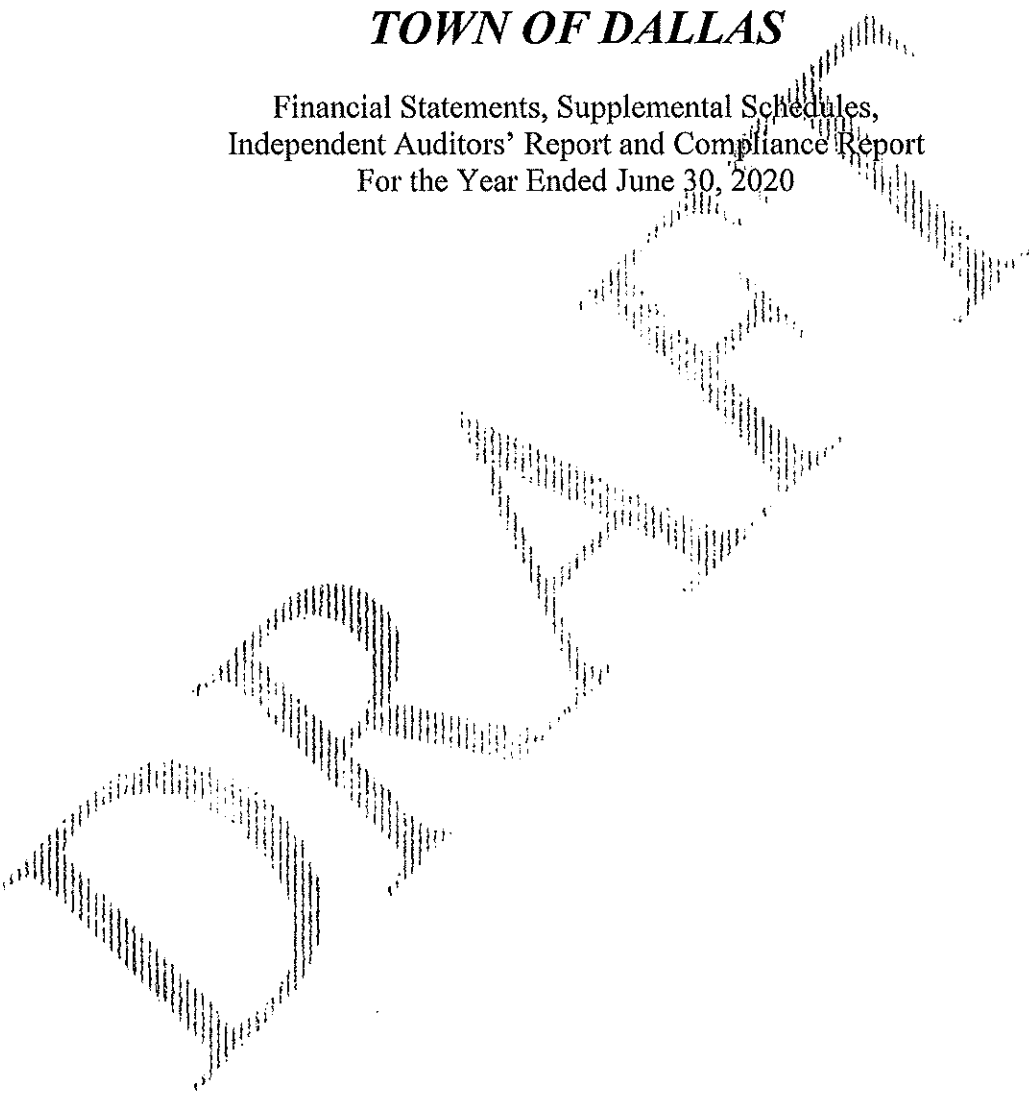 TOWN OF DALLAS
Financial Statements, Supplemental Schedules,
Independent Auditors' Report and Compliance Report
For the Year Ended June 30, 2020
DRAFT